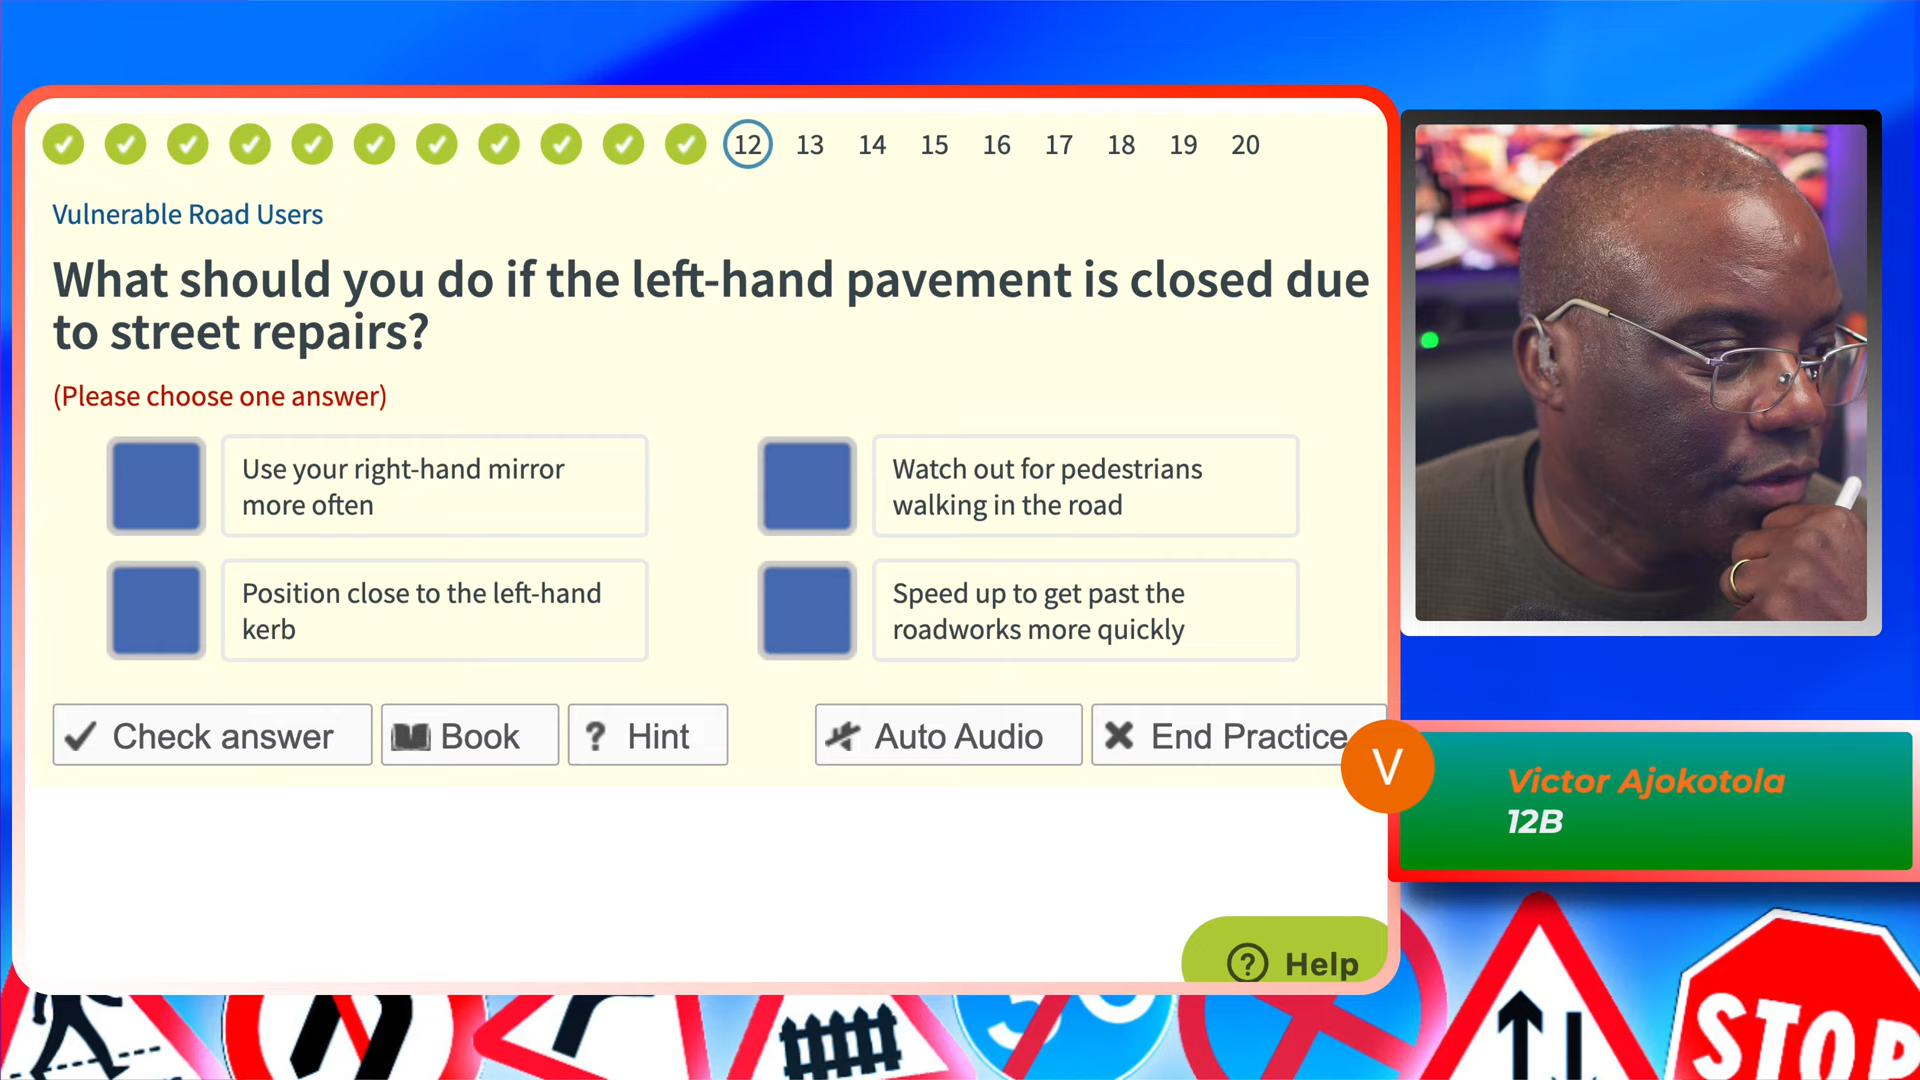 12 13 14 15 16 17 18 19 20
Vulnerable Road Users
What should you do if the left-hand pavement is closed due
to street repairs?
(Please choose one answer)
Use your right-hand mirror
more often
Watch out for pedestrians
walking in the road
Position close to the left-hand
kerb
Speed up to get past the
roadworks more quickly
Check answer
Book
? Hint
Auto Audio
End Practice
V
Victor Ajokotola
12B
? Help
STOP